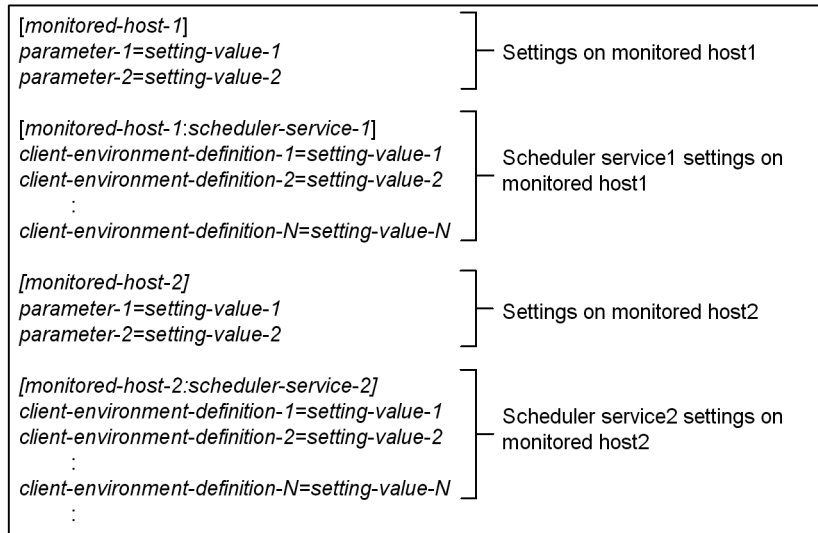 [monitored-host-1]
parameter-1=setting-value-1
parameter-2=setting-value-2
Settings on monitored host1
[monitored-host-1:scheduler-service-1]
client-environment-definition-1=setting-value-1
client-environment-definition-2=setting-value-2
:
client-environment-definition-N=setting-value-N
Scheduler service1 settings on
monitored host1
[monitored-host-2]
parameter-1=setting-value-1
parameter-2=setting-value-2
Settings on monitored host2
[monitored-host-2:scheduler-service-2]
client-environment-definition-1=setting-value-1
client-environment-definition-2=setting-value-2
:
client-environment-definition-N=setting-value-N
:
Scheduler service2 settings on
monitored host2